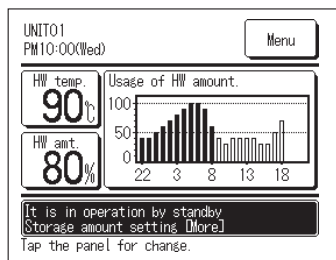 UNIT01
PM10:00(Wed)
Menu
HW temp.
90℃
HW amt.
80%
Usage of HW amount.
100
50
0
22 3 8 13 18
It is in operation by standby
Storage amount setting [More]
Tap the panel for change.